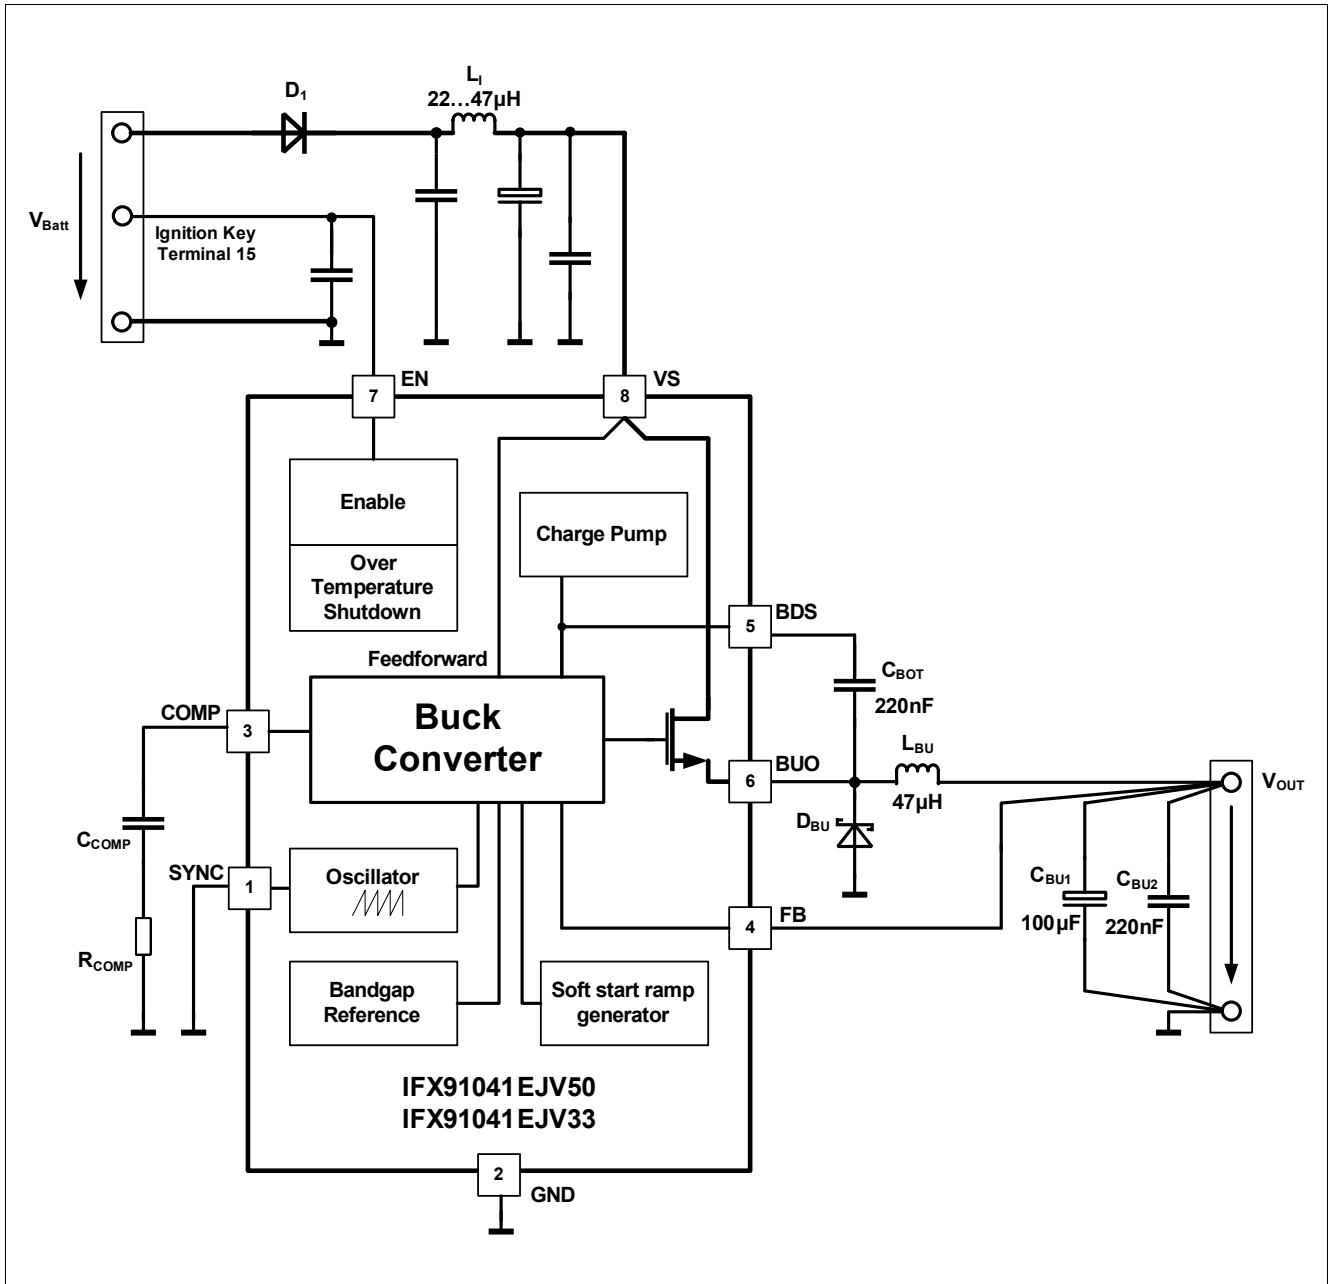 D1
LI
22...47µH
VBatt
Ignition Key
Terminal 15
7
EN
8
VS
Enable
Over
Temperature
Shutdown
Charge Pump
5
BDS
CBOT
220nF
Feedforward
Buck
Converter
COMP
3
6
BUO
LBU
47µH
VOUT
DBU
CCOMP
SYNC
1
Oscillator
4
FB
CBU1
100µF
CBU2
220nF
RCOMP
Bandgap
Reference
Soft start ramp
generator
IFX91041EJV50
IFX91041EJV33
2
GND